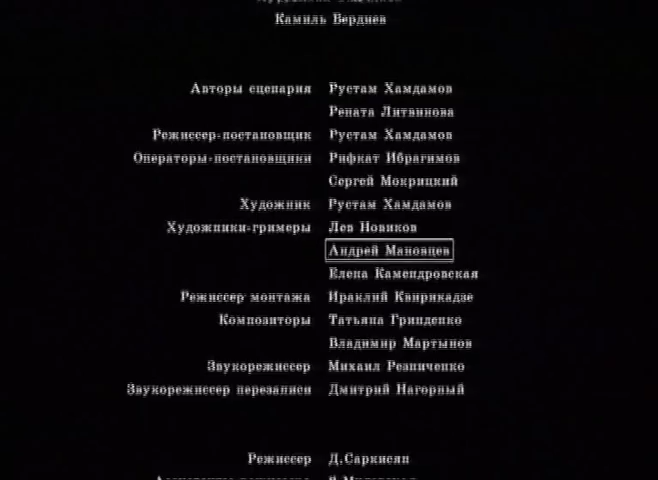 Камиль Вердиев
Авторы сценария Рустам Хамдамов
Рената Литвинова
Режиссер-постановщик Рустам Хамдамов
Операторы-постановщики Рифкат Ибрагимов
Сергей Мокрицкий
Художник Рустам Хамдамов
Художники-гримеры Лев Новиков
Андрей Мановцев
Елена Камендровская
Режиссер монтажа Ираклий Квирикадзе
Композиторы Татьяна Гринденко
Владимир Мартынов
Звукорежиссер Михаил Резниченко
Звукорежиссер перезаписи Дмитрий Нагорный
Режиссер Д.Саркисян